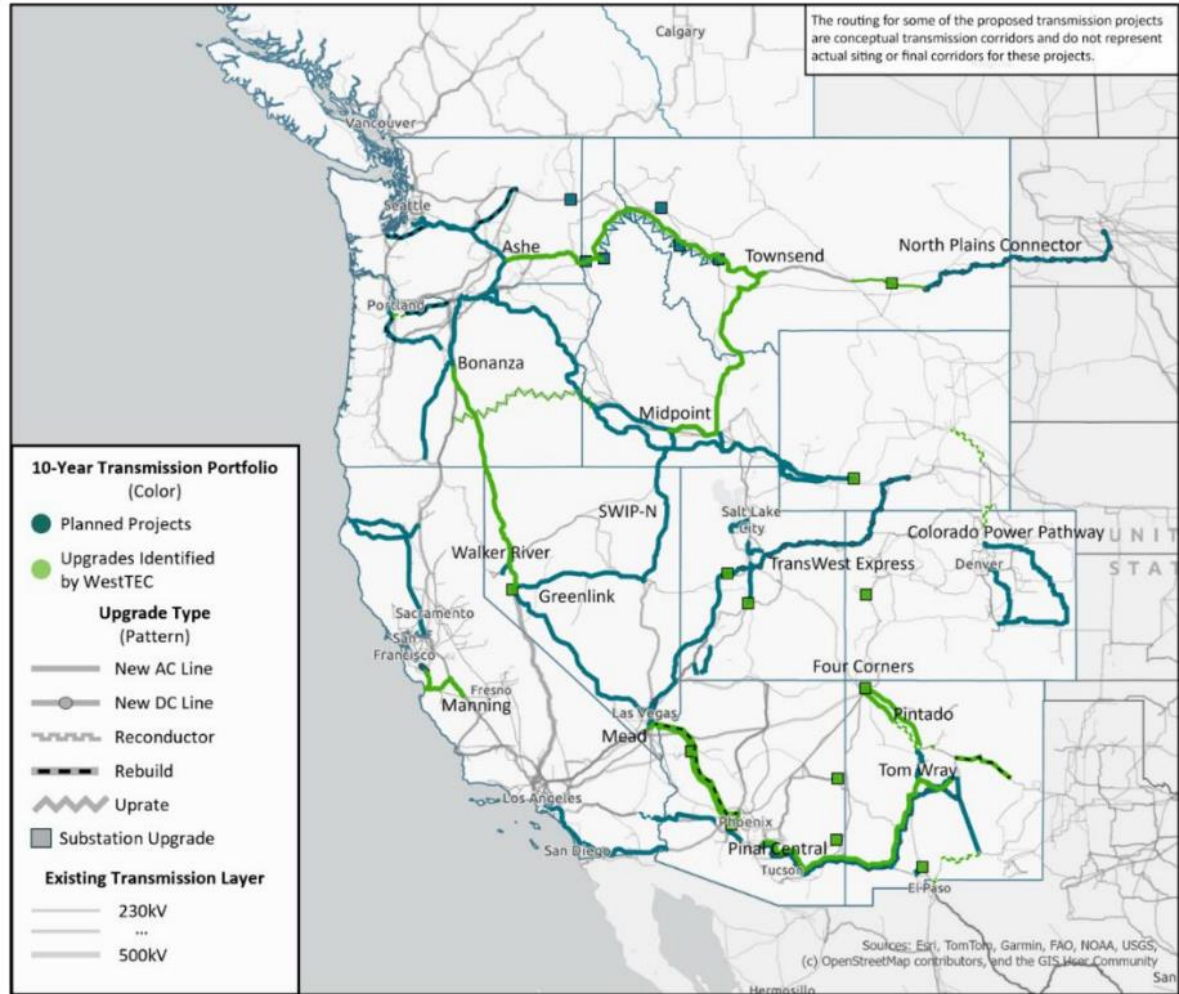 The routing for some of the proposed transmission projects
are conceptual transmission corridors and do not represent
actual siting or final corridors for these projects.
Calgary
Vancouver
Seattle
Ashe
Townsend
North Plains Connector
Portland
Bonanza
Midpoint
SWIP-N
Salt Lake
City
Colorado Power Pathway
UNIT
STAT
Walker River
TransWest Express
Denver
Greenlink
Sacramento
San
Francisco
Four Corners
Fresno
Manning
Pintado
Las Vegas
Mead
Tom Wray
Los Angeles
Phoenix
San Diego
Pinal Central
Tucson
El Paso
Hermosillo
San
10-Year Transmission Portfolio
(Color)
Planned Projects
Upgrades Identified
by WestTEC
Upgrade Type
(Pattern)
New AC Line
New DC Line
Reconductor
Rebuild
Uprate
Substation Upgrade
Existing Transmission Layer
230kV
...
500kV
Sources: Esri, TomTom, Garmin, FAO, NOAA, USGS,
(c) OpenStreetMap contributors, and the GIS User Community